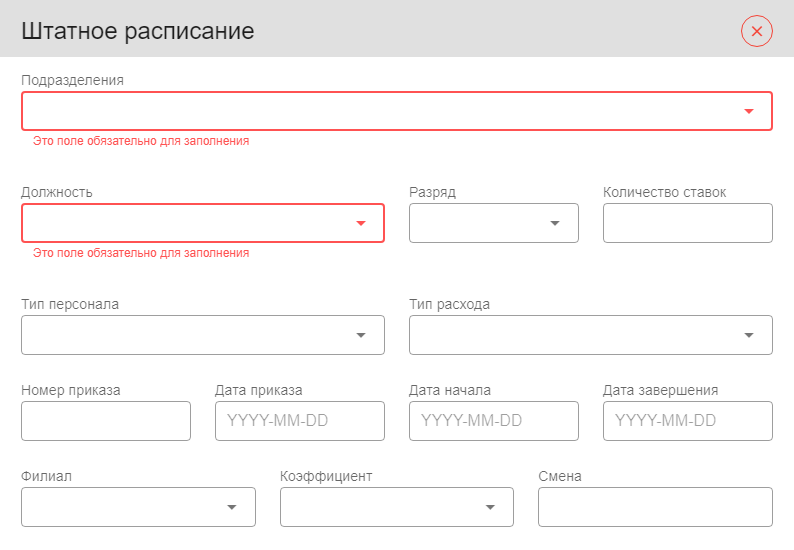 Штатное расписание
Подразделения
Это поле обязательно для заполнения
Должность Разряд Количество ставок
Это поле обязательно для заполнения
Тип персонала Тип расхода
Номер приказа Дата приказа Дата начала Дата завершения
YYYY-MM-DD YYYY-MM-DD YYYY-MM-DD
Филиал Коэффициент Смена